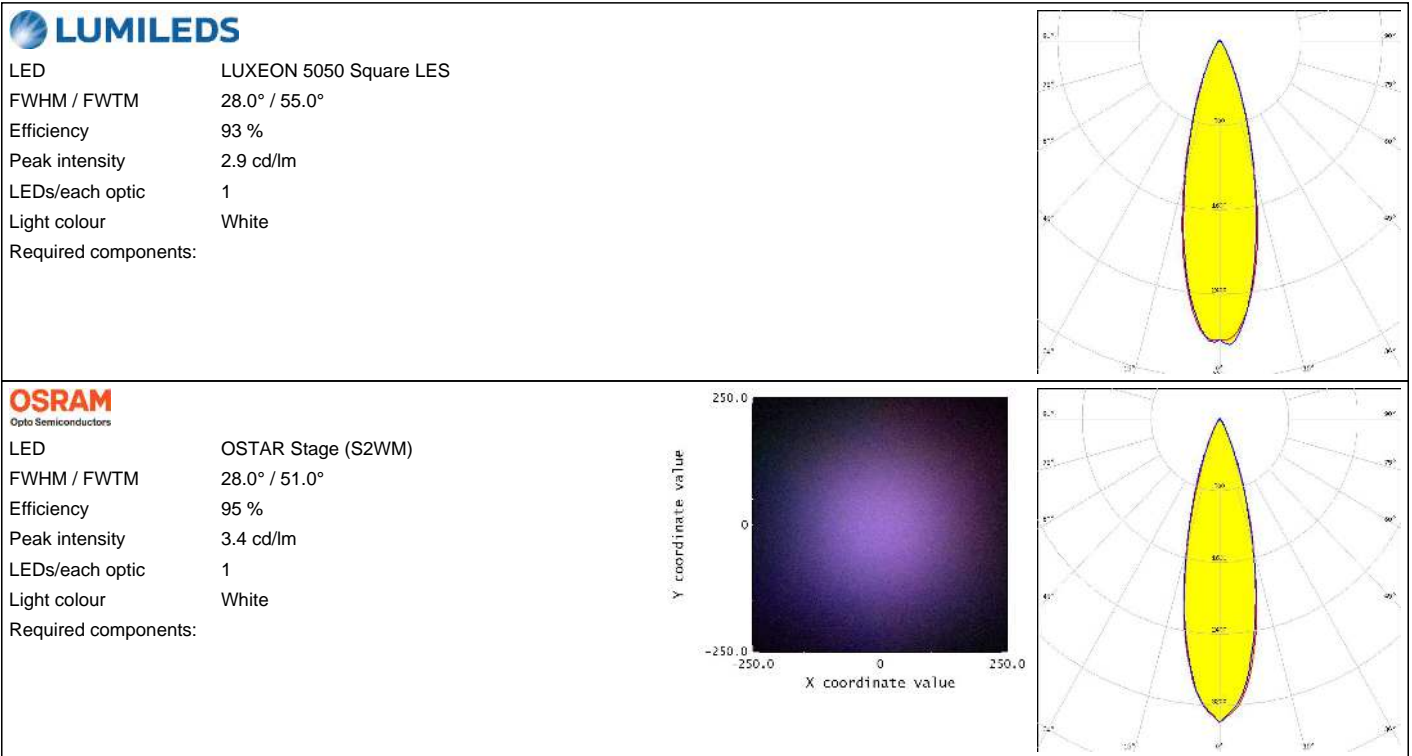 LUMILEDS
LED LUXEON 5050 Square LES
FWHM / FWTM 28.0° / 55.0°
Efficiency 93 %
Peak intensity 2.9 cd/lm
LEDs/each optic 1
Light colour White
Required components:
90°
OSRAM
Opto Semiconductors
LED OSTAR Stage (S2WM)
FWHM / FWTM 28.0° / 51.0°
Efficiency 95 %
Peak intensity 3.4 cd/lm
LEDs/each optic 1
Light colour White
Required components:
250.0
Y coordinate value
0
-250.0
-250.0 0 250.0
X coordinate value
90°